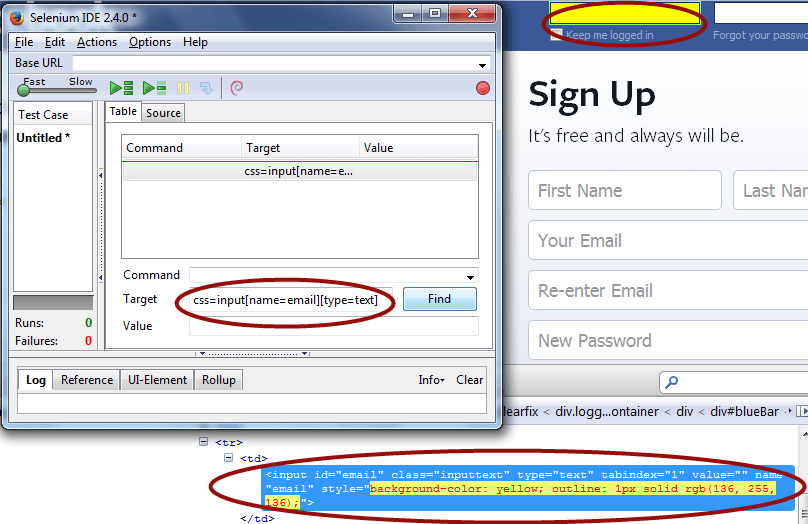 Selenium IDE 2.4.0 *
File Edit Actions Options Help
Base URL
Fast Slow
Test Case
Untitled *
Runs: 0
Failures: 0
Table Source
Command Target Value
css=input[name=e...
Command
Target css=input[name=email][type=text] Find
Value
Log Reference UI-Element Rollup Info Clear
Keep me logged in Forgot your
Sign Up
It's free and always will be.
First Name Last
Your Email
Re-enter Email
New Password
< div.logg...ontainer < div < div#blueBar
<tr>
<td>
<input id="email" class="inputtext" type="text" tabindex="1" value="" name
"email" style="background-color: yellow; outline: 1px solid rgb(136, 255,
136);">
</td>